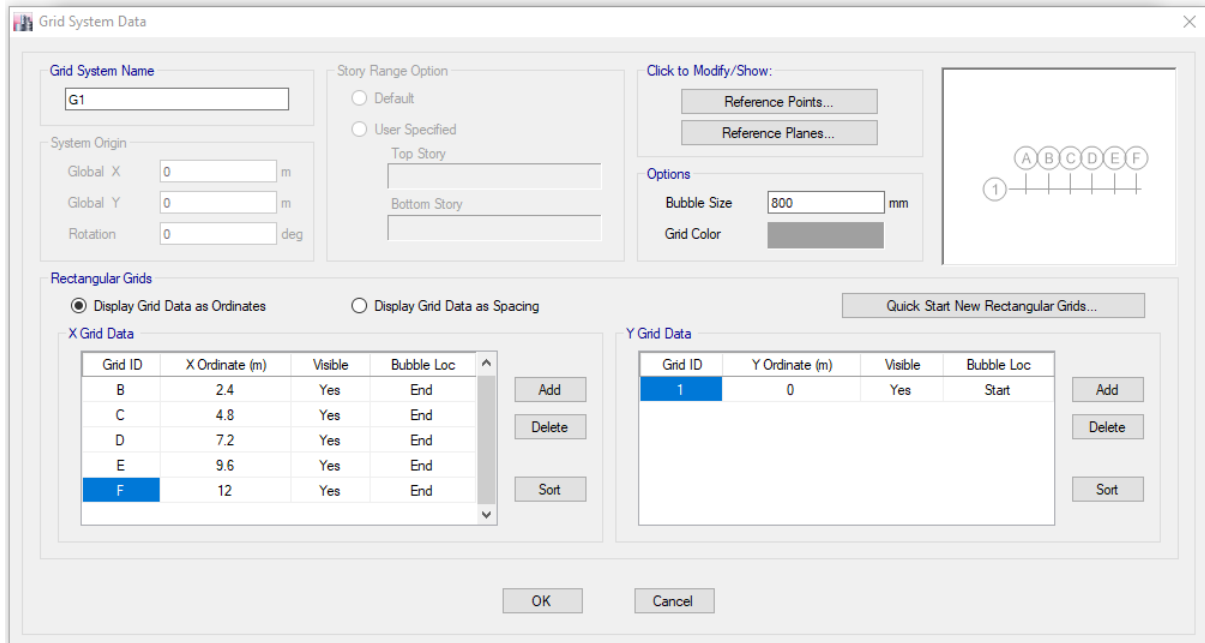 Grid System Data
Grid System Name
G1
System Origin
Global X 0 m
Global Y 0 m
Rotation 0 deg
Story Range Option
Default
User Specified
Top Story
Bottom Story
Click to Modify/Show:
Reference Points...
Reference Planes...
Options
Bubble Size 800 mm
Grid Color
A B C D E F
1
Rectangular Grids
Display Grid Data as Ordinates Display Grid Data as Spacing Quick Start New Rectangular Grids...
X Grid Data
Grid ID X Ordinate (m) Visible Bubble Loc
B 2.4 Yes End
C 4.8 Yes End
D 7.2 Yes End
E 9.6 Yes End
F 12 Yes End
Add
Delete
Sort
Y Grid Data
Grid ID Y Ordinate (m) Visible Bubble Loc
1 0 Yes Start
Add
Delete
Sort
OK Cancel